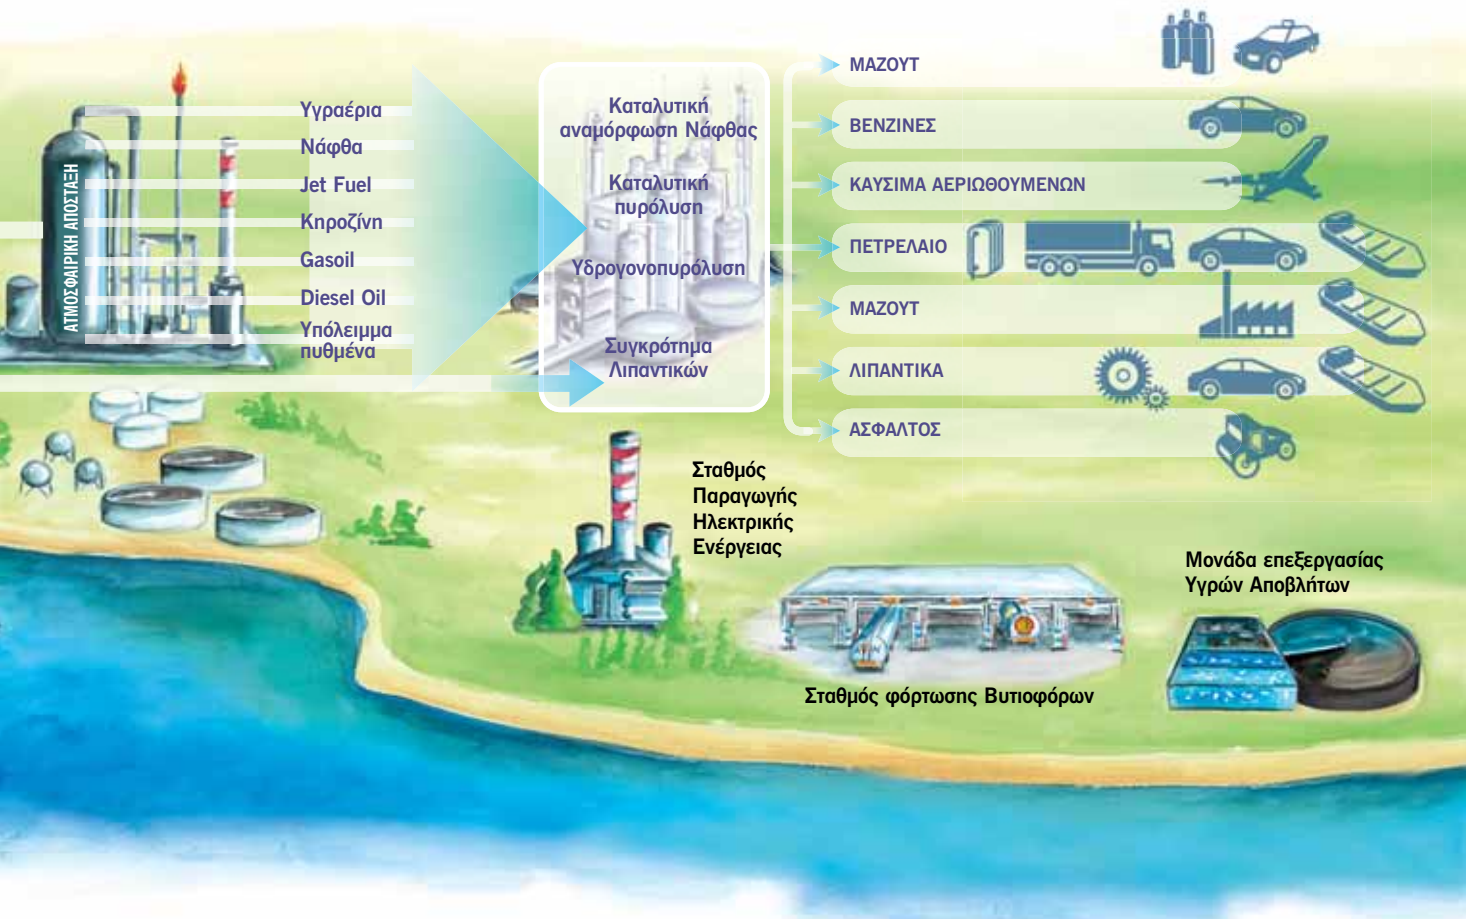 ΑΤΜΟΣΦΑΙΡΙΚΗ ΑΠΟΣΤΑΞΗ
Υγραέρια
Νάφθα
Jet Fuel
Κηροζίνη
Gasoil
Diesel Oil
Υπόλειμμα
πυθμένα
Καταλυτική
αναμόρφωση Νάφθας
Καταλυτική
πυρόλυση
Υδρογονοπυρόλυση
Συγκρότημα
Λιπαντικών
ΜΑΖΟΥΤ
ΒΕΝΖΙΝΕΣ
ΚΑΥΣΙΜΑ ΑΕΡΙΩΘΟΥΜΕΝΩΝ
ΠΕΤΡΕΛΑΙΟ
ΜΑΖΟΥΤ
ΛΙΠΑΝΤΙΚΑ
ΑΣΦΑΛΤΟΣ
Σταθμός
Παραγωγής
Ηλεκτρικής
Ενέργειας
Σταθμός φόρτωσης Βυτιοφόρων
Μονάδα επεξεργασίας
Υγρών Αποβλήτων